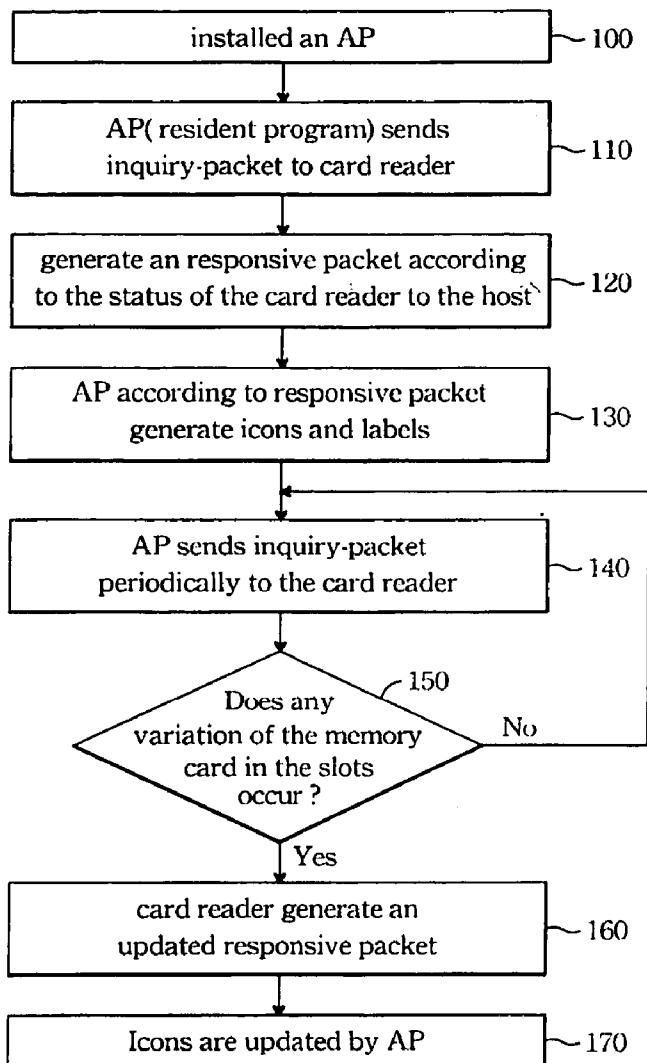 installed an AP
100
AP( resident program) sends
inquiry-packet to card reader
110
generate an responsive packet according
to the status of the card reader to the host
120
AP according to responsive packet
generate icons and labels
130
AP sends inquiry-packet
periodically to the card reader
140
150
Does any
variation of the memory
card in the slots
occur ?
No
Yes
card reader generate an
updated responsive packet
160
Icons are updated by AP
170